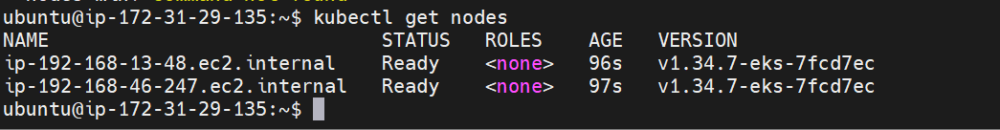 ubuntu@ip-172-31-29-135:~$ kubectl get nodes
NAME STATUS ROLES AGE VERSION
ip-192-168-13-48.ec2.internal Ready <none> 96s v1.34.7-eks-7fcd7ec
ip-192-168-46-247.ec2.internal Ready <none> 97s v1.34.7-eks-7fcd7ec
ubuntu@ip-172-31-29-135:~$